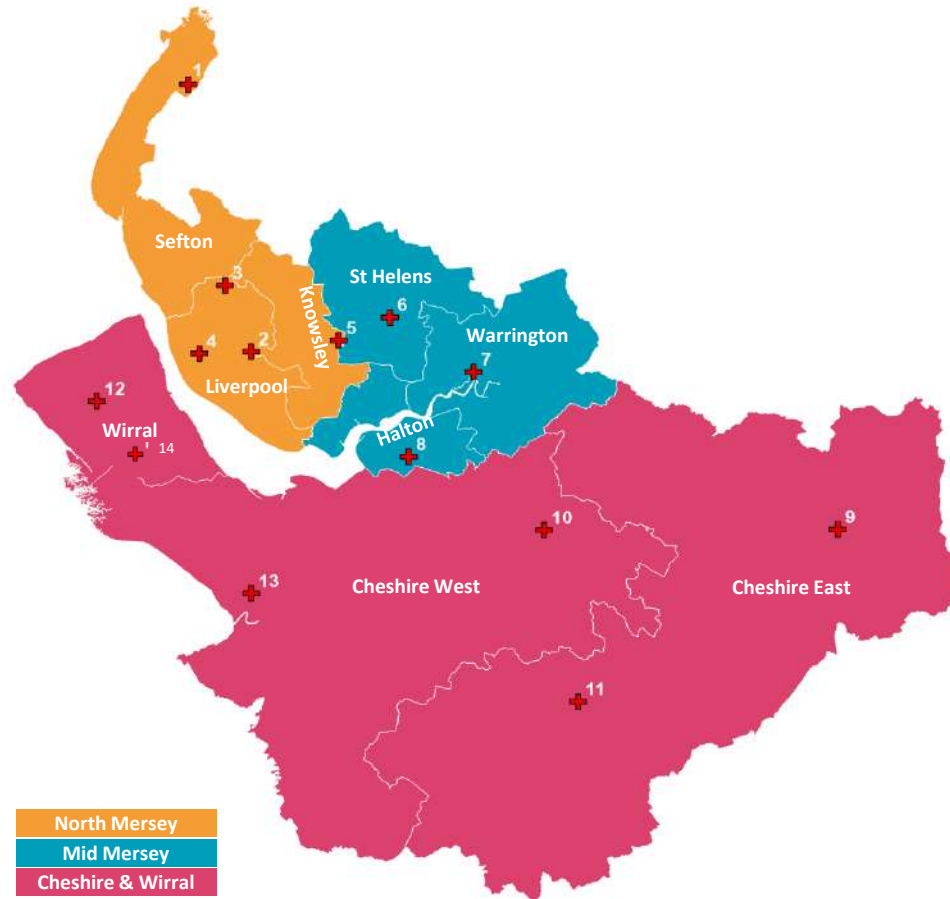 1
Sefton
3
St Helens
Knowsley
6
5
Warrington
4
2
7
Liverpool
12
Wirral
14
Halton
8
10
9
13
Cheshire West
Cheshire East
11
North Mersey
Mid Mersey
Cheshire & Wirral